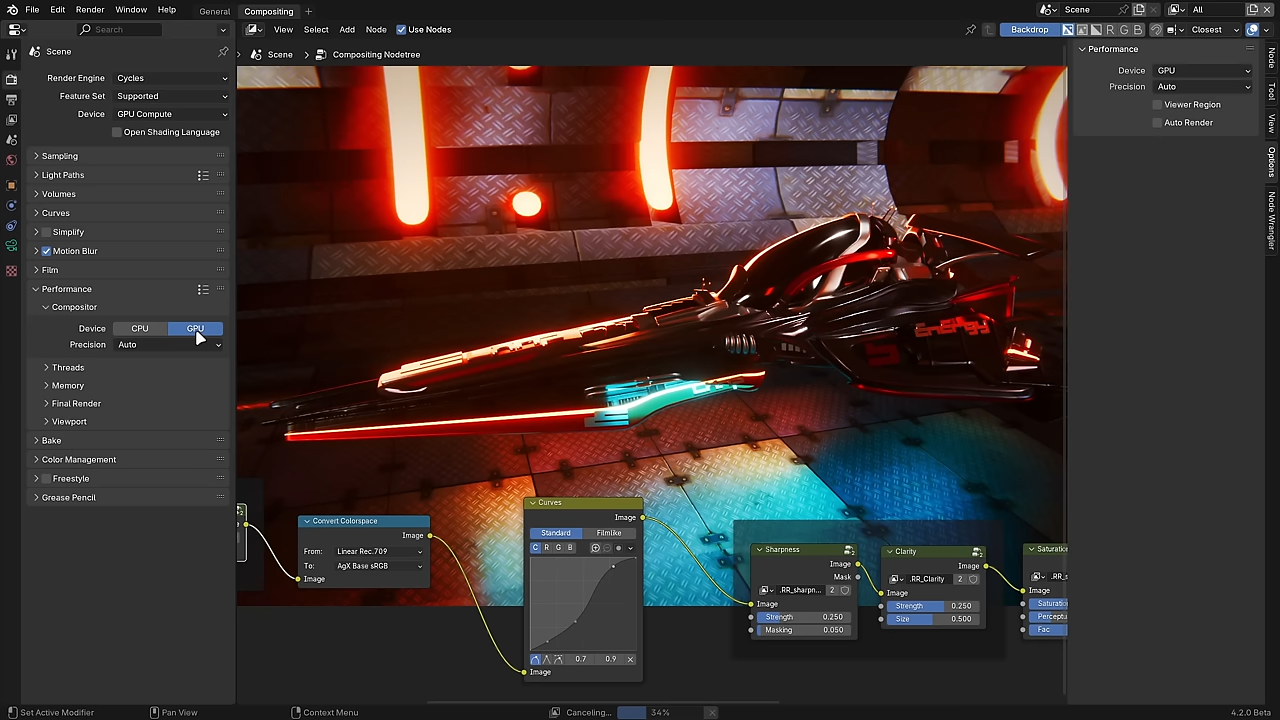 File Edit Render Window Help General Compositing + Scene All
Search View Select Add Node Use Nodes Backdrop R G B Closest
Scene Scene > Compositing Nodetree Performance
Render Engine Cycles
Feature Set Supported
Device GPU Compute
Open Shading Language
Sampling
Light Paths
Volumes
Curves
Simplify
Motion Blur
Film
Performance
Compositor
Device CPU GPU
Precision Auto
Threads
Memory
Final Render
Viewport
Bake
Color Management
Freestyle
Grease Pencil
Device GPU
Precision Auto
Viewer Region
Auto Render
Node
Tool
View
Options
Node Wrangler
Convert Colorspace
Image
From: Linear Rec.709
To: AgX Base sRGB
Image
Curves
Image
Standard Filmlike
C R G B
0.7 0.9
Image
Sharpness
Image
Mask
.RR_sharpn... 2
Image
Strength 0.250
Masking 0.050
Clarity
Image
.RR_Clarity 2
Image
Strength 0.250
Size 0.500
Saturatio
.RR_s
Image
Saturatio
Perceptu
Fac
Set Active Modifier Pan View Context Menu Canceling... 34% 4.2.0 Beta